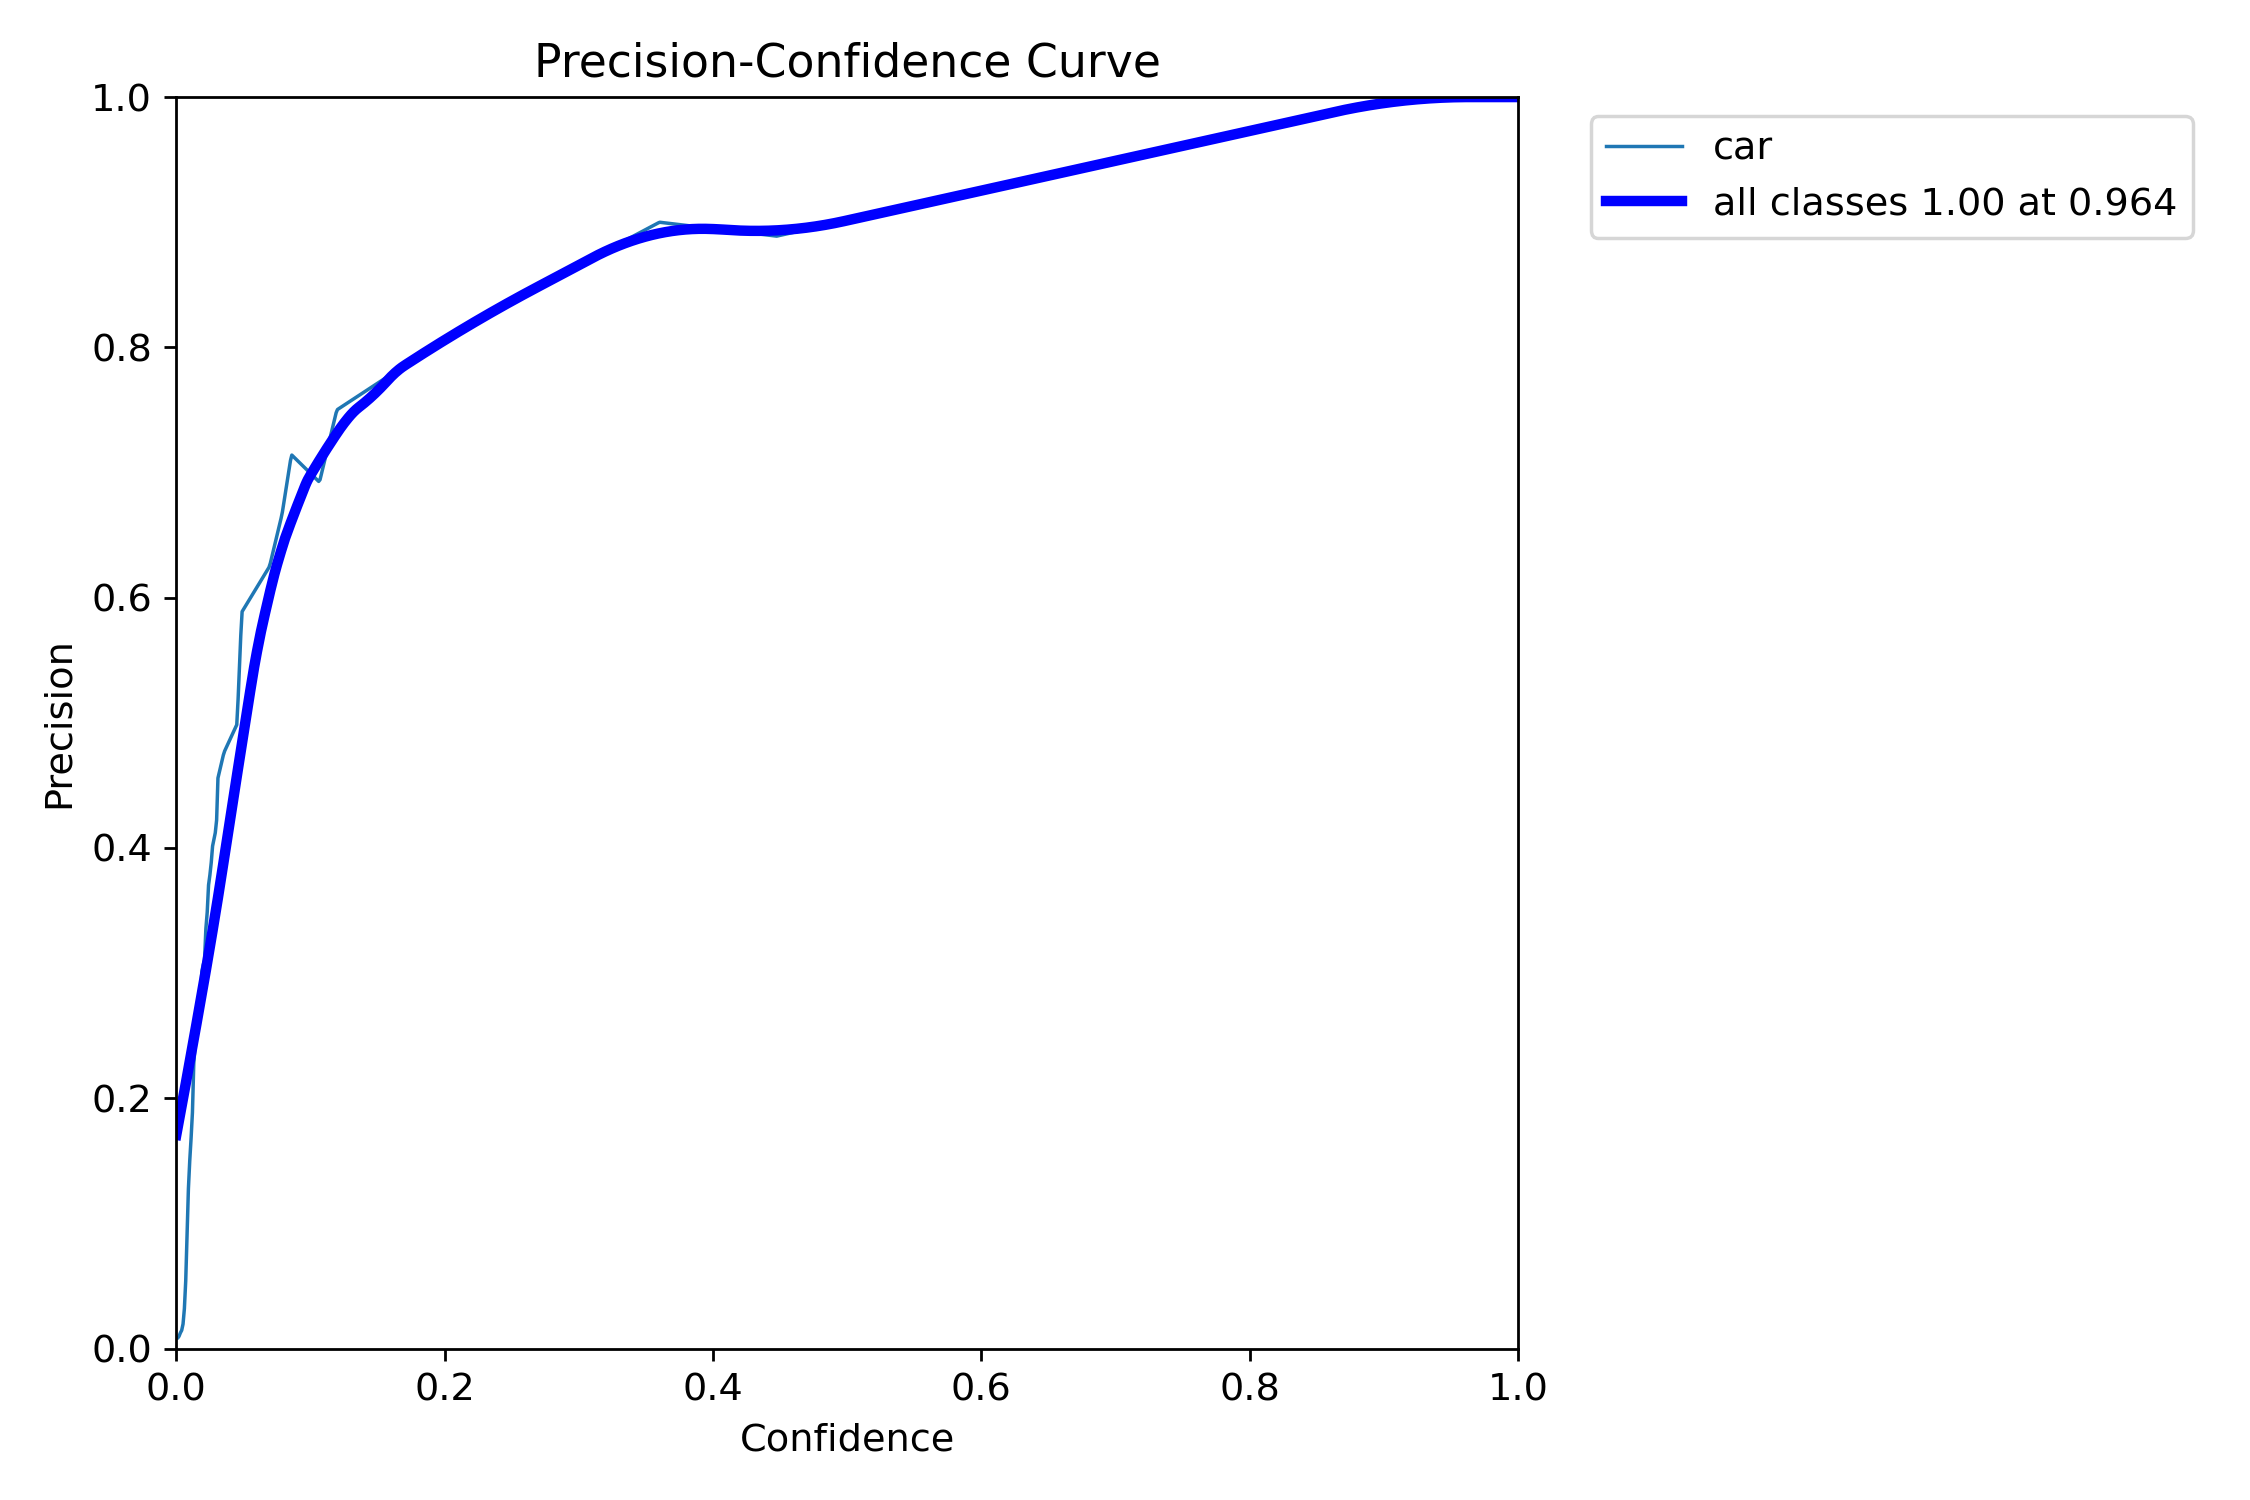 Precision-Confidence Curve
1.0
0.8
0.6
0.4
0.2
0.0
Precision
0.0 0.2 0.4 0.6 0.8 1.0
Confidence
car
all classes 1.00 at 0.964